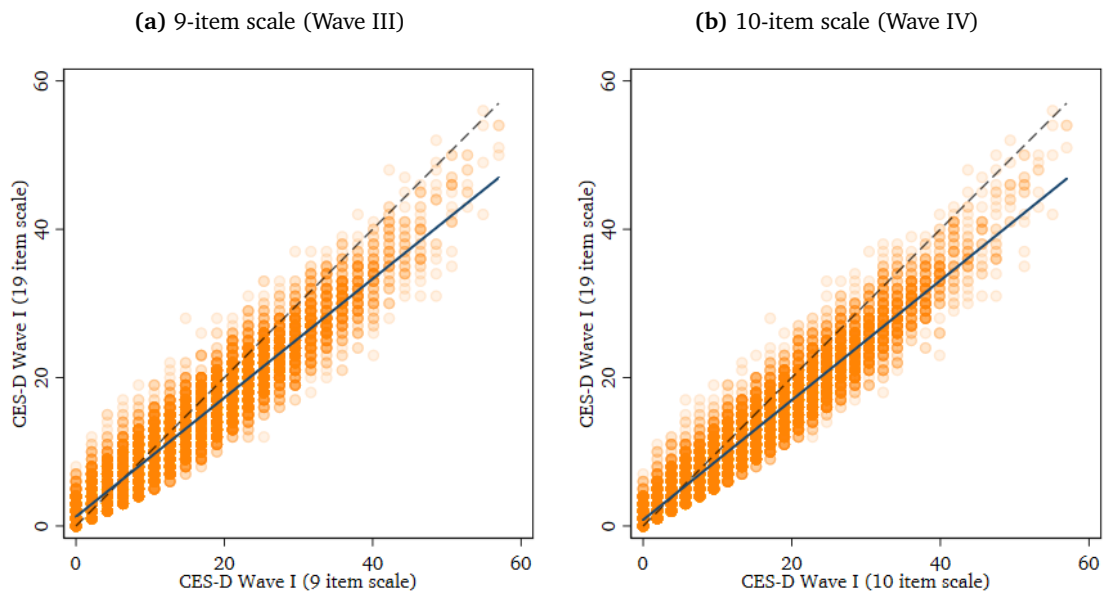 (a) 9-item scale (Wave III)
60
40
20
0
CES-D Wave I (19 item scale)
0 20 40 60
CES-D Wave I (9 item scale)
(b) 10-item scale (Wave IV)
60
40
20
0
CES-D Wave I (19 item scale)
0 20 40 60
CES-D Wave I (10 item scale)